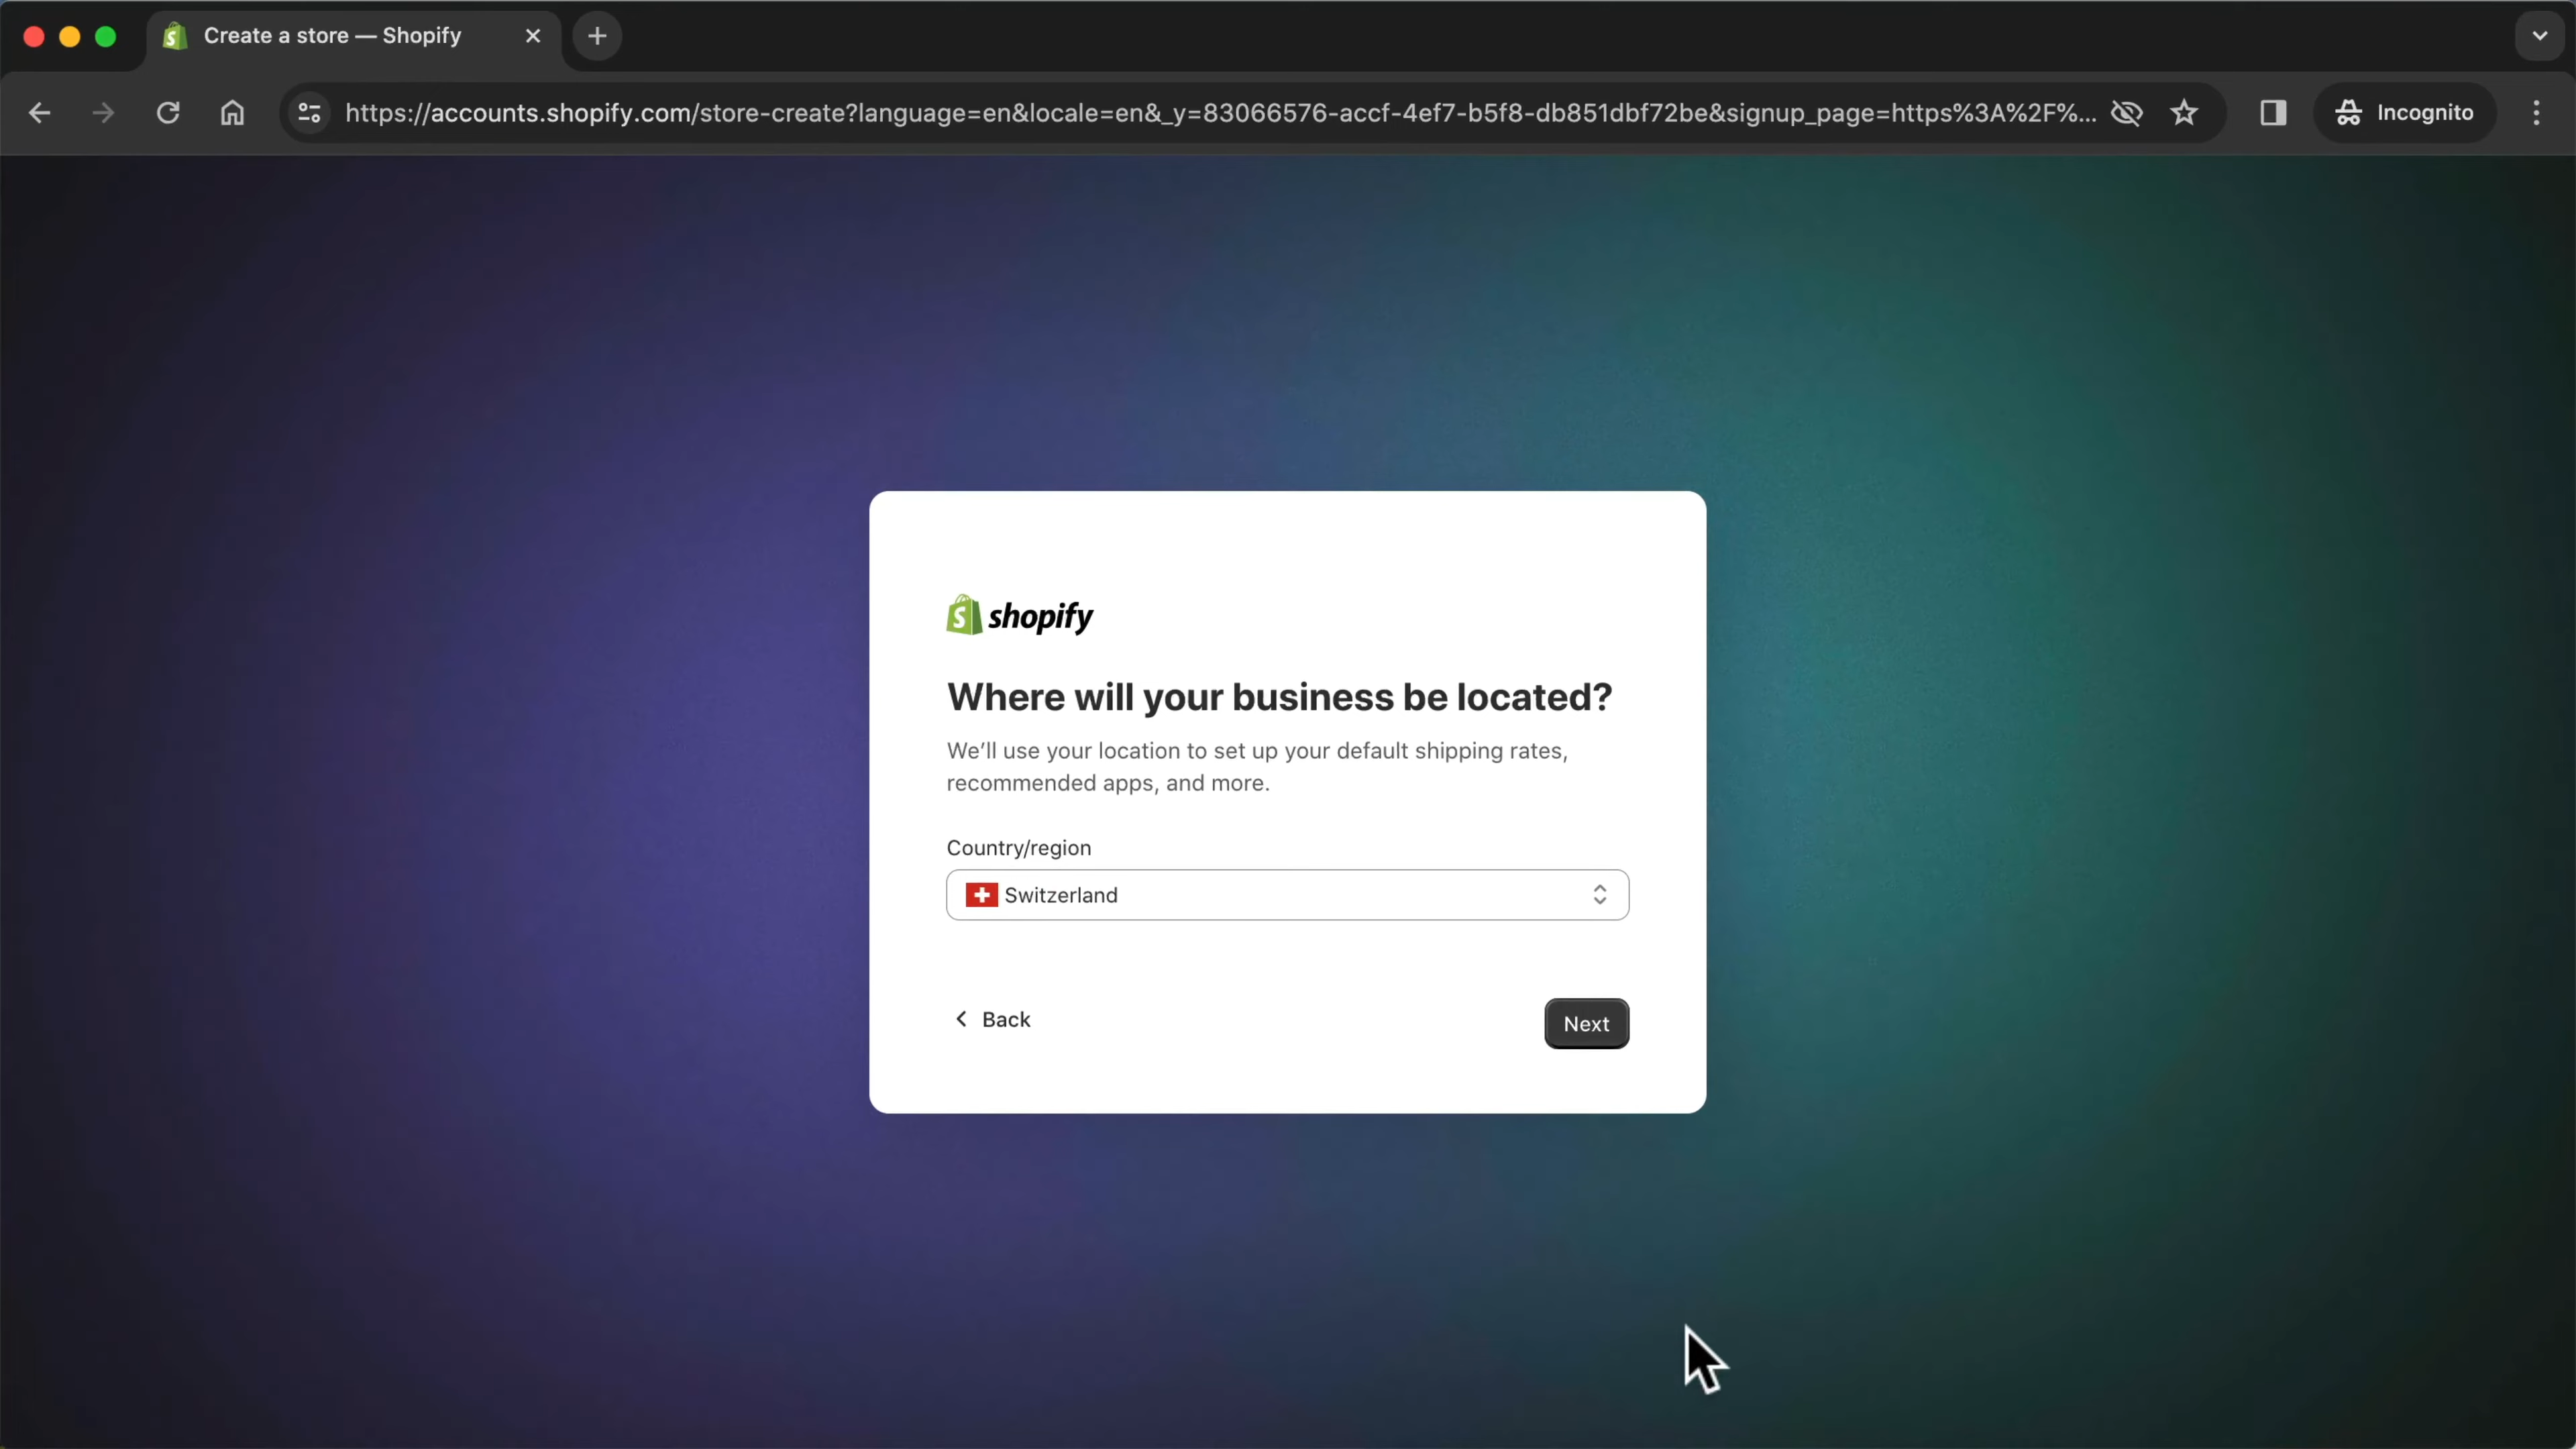 Create a store — Shopify
https://accounts.shopify.com/store-create?language=en&locale=en&_y=83066576-accf-4ef7-b5f8-db851dbf72be&signup_page=https%3A%2F%...
Incognito
shopify
Where will your business be located?
We’ll use your location to set up your default shipping rates,
recommended apps, and more.
Country/region
Switzerland
Back
Next